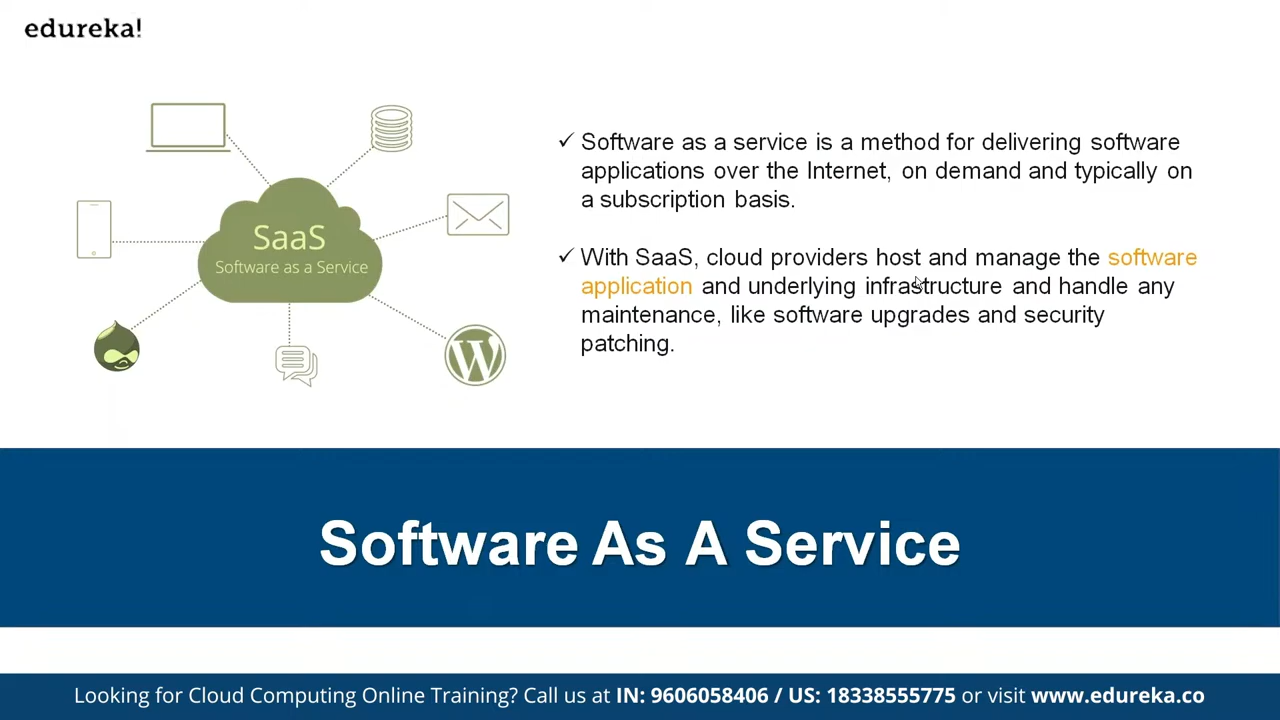 edureka!
SaaS
Software as a Service
Software as a service is a method for delivering software
applications over the Internet, on demand and typically on
a subscription basis.
With SaaS, cloud providers host and manage the software
application and underlying infrastructure and handle any
maintenance, like software upgrades and security
patching.
Software As A Service
Looking for Cloud Computing Online Training? Call us at IN: 9606058406 / US: 18338555775 or visit www.edureka.co